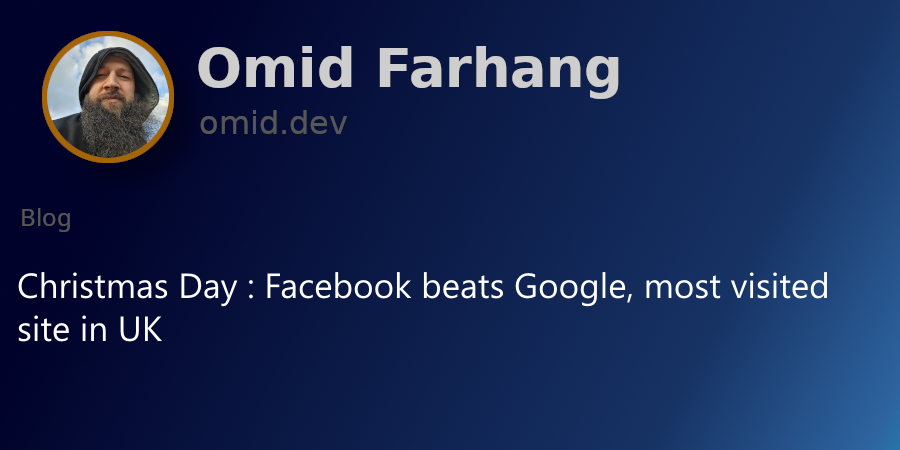 Omid Farhang
omid.dev
Blog
Christmas Day : Facebook beats Google, most visited
site in UK